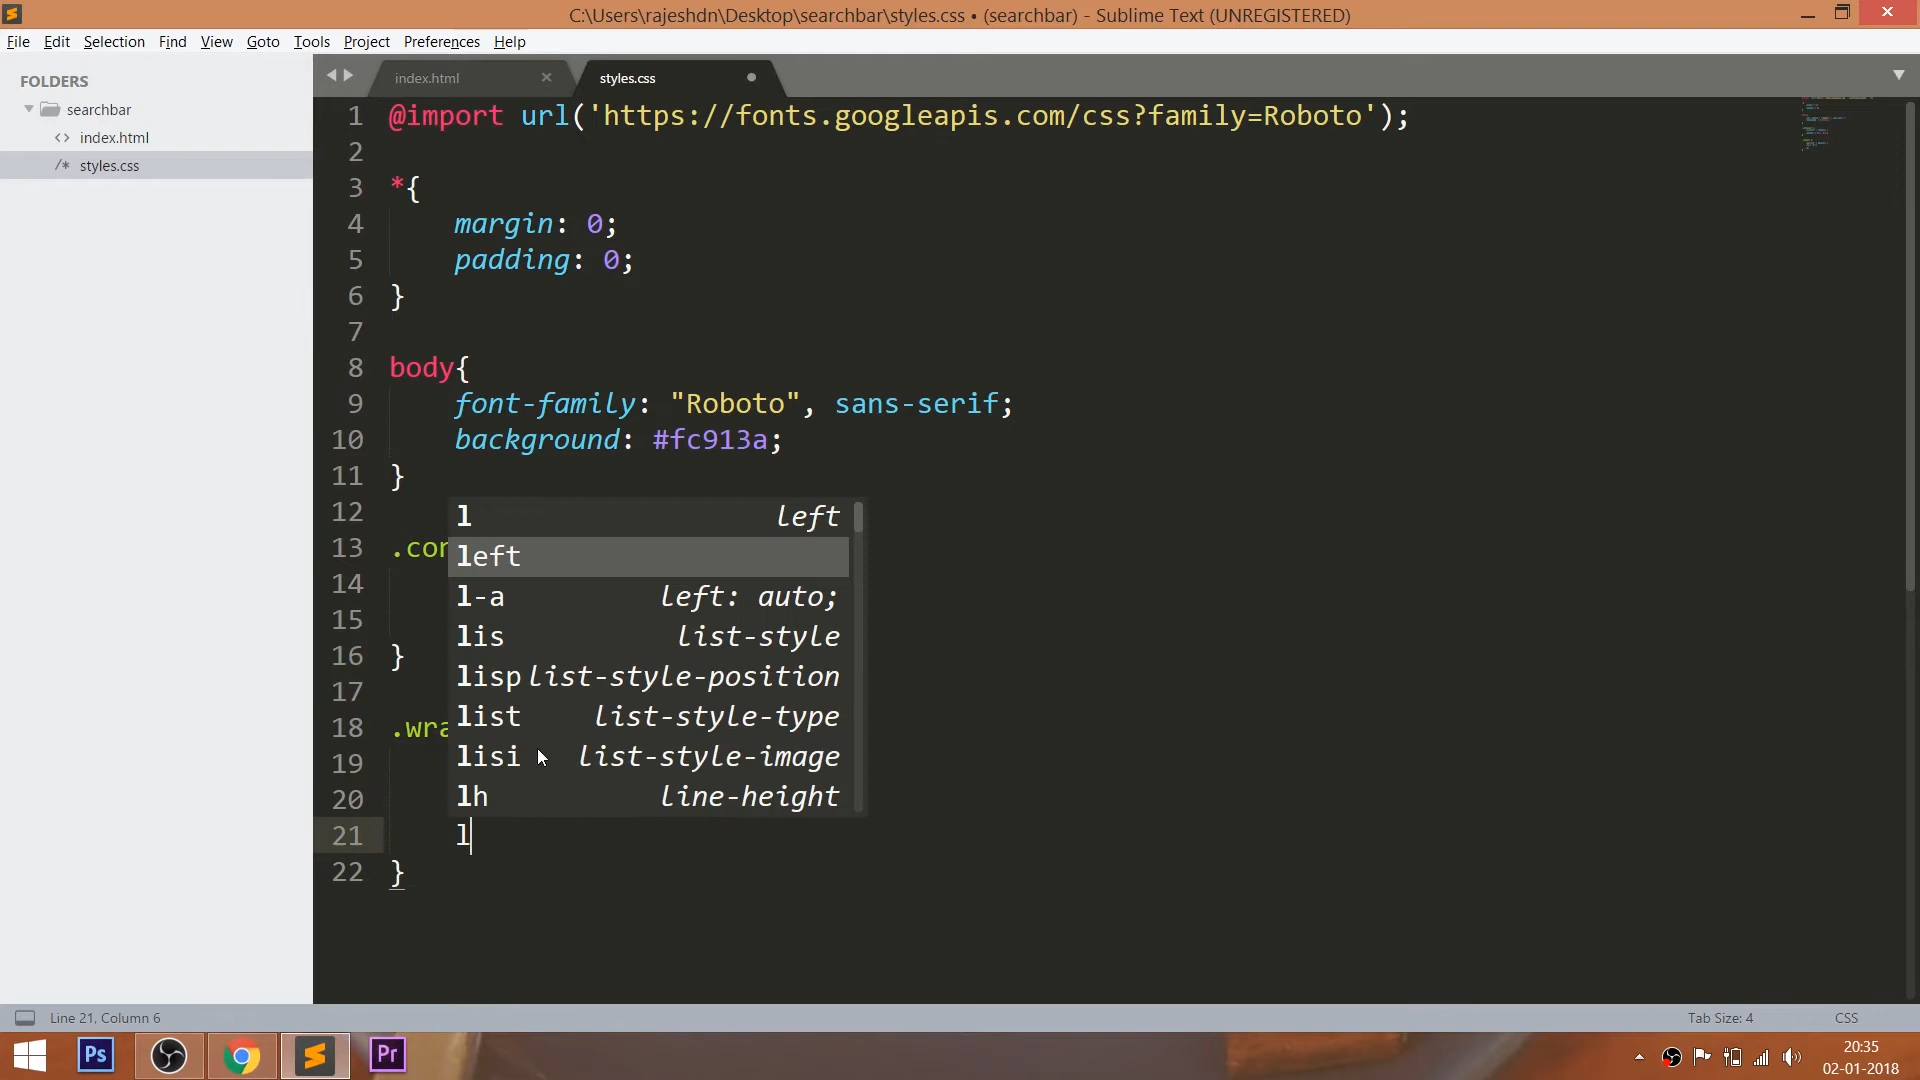 C:\Users\rajeshdn\Desktop\searchbar\styles.css • (searchbar) - Sublime Text (UNREGISTERED)
File Edit Selection Find View Goto Tools Project Preferences Help
FOLDERS
searchbar
<> index.html
/* styles.css
index.html × styles.css •
1 @import url('https://fonts.googleapis.com/css?family=Roboto');
2
3 *{
4 margin: 0;
5 padding: 0;
6 }
7
8 body{
9 font-family: "Roboto", sans-serif;
10 background: #fc913a;
11 }
12
13 .con
14
15
16 }
17
18 .wra
19
20
21 l
22 }
l left
left
l-a left: auto;
lis list-style
lisp list-style-position
list list-style-type
lisi list-style-image
lh line-height
Line 21, Column 6
Tab Size: 4 CSS
Ps
Pr
20:35
02-01-2018